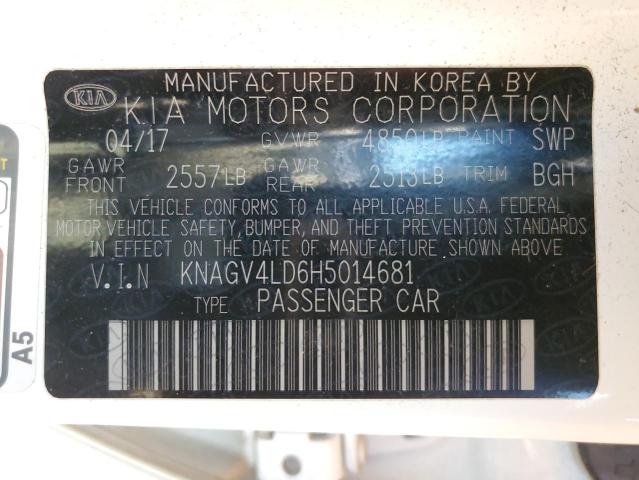 MANUFACTURED IN KOREA BY
KIA KIA MOTORS CORPORATION
04/17 GVWR 4850LB PAINT SWP
GAWR FRONT 2557LB GAWR REAR 2513LB TRIM BGH
THIS VEHICLE CONFORMS TO ALL APPLICABLE U.S.A. FEDERAL
MOTOR VEHICLE SAFETY, BUMPER, AND THEFT PREVENTION STANDARDS
IN EFFECT ON THE DATE OF MANUFACTURE SHOWN ABOVE
V.I.N KNAGV4LD6H5014681
TYPE PASSENGER CAR
A5